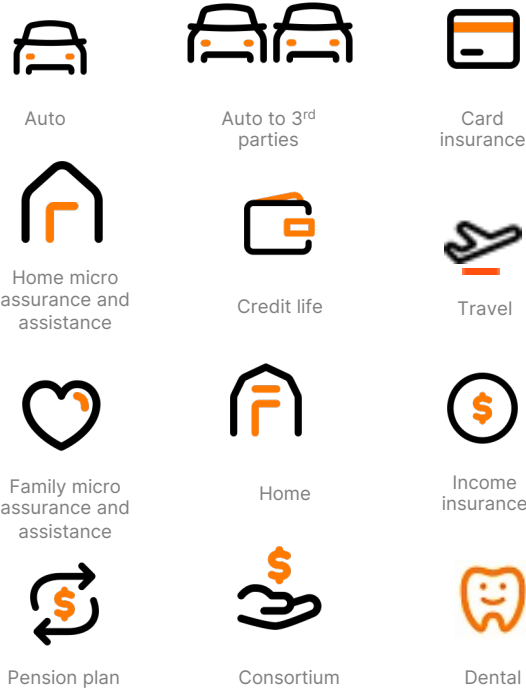 Auto
Auto to 3rd
parties
Card
insurance
Home micro
assurance and
assistance
Credit life
Travel
Family micro
assurance and
assistance
Home
$
Income
insurance
$
Pension plan
$
Consortium
Dental